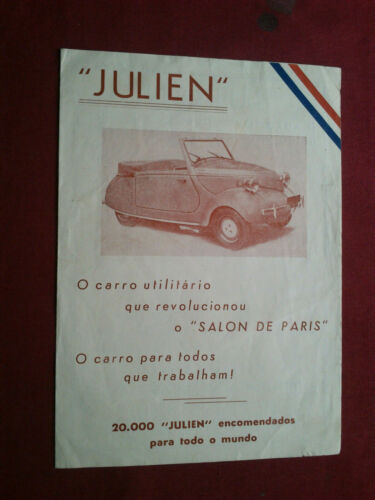 "JULIEN"
O carro utilitário
que revolucionou
o "SALON DE PARIS"
O carro para todos
que trabalham!
20.000 "JULIEN" encomendados
para todo o mundo